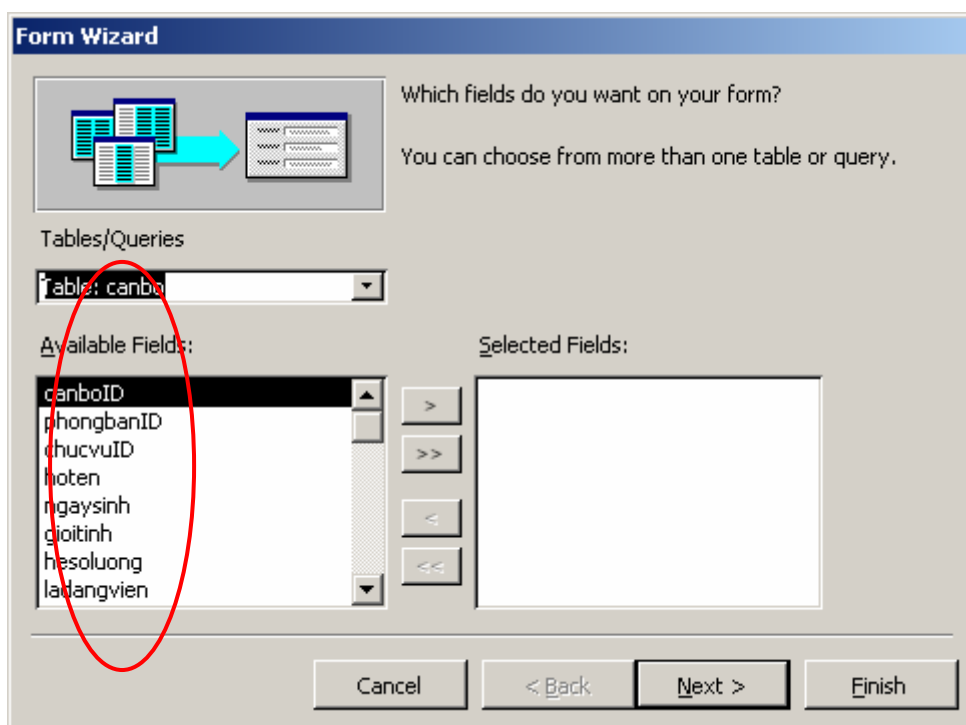 Form Wizard
Which fields do you want on your form?
You can choose from more than one table or query.
Tables/Queries
Table: canbo
Available Fields:
Selected Fields:
canboID
phongbanID
chucvuID
hoten
ngaysinh
gioitinh
hesoluong
ladangvien
>
>>
<
<<
Cancel
< Back
Next >
Finish